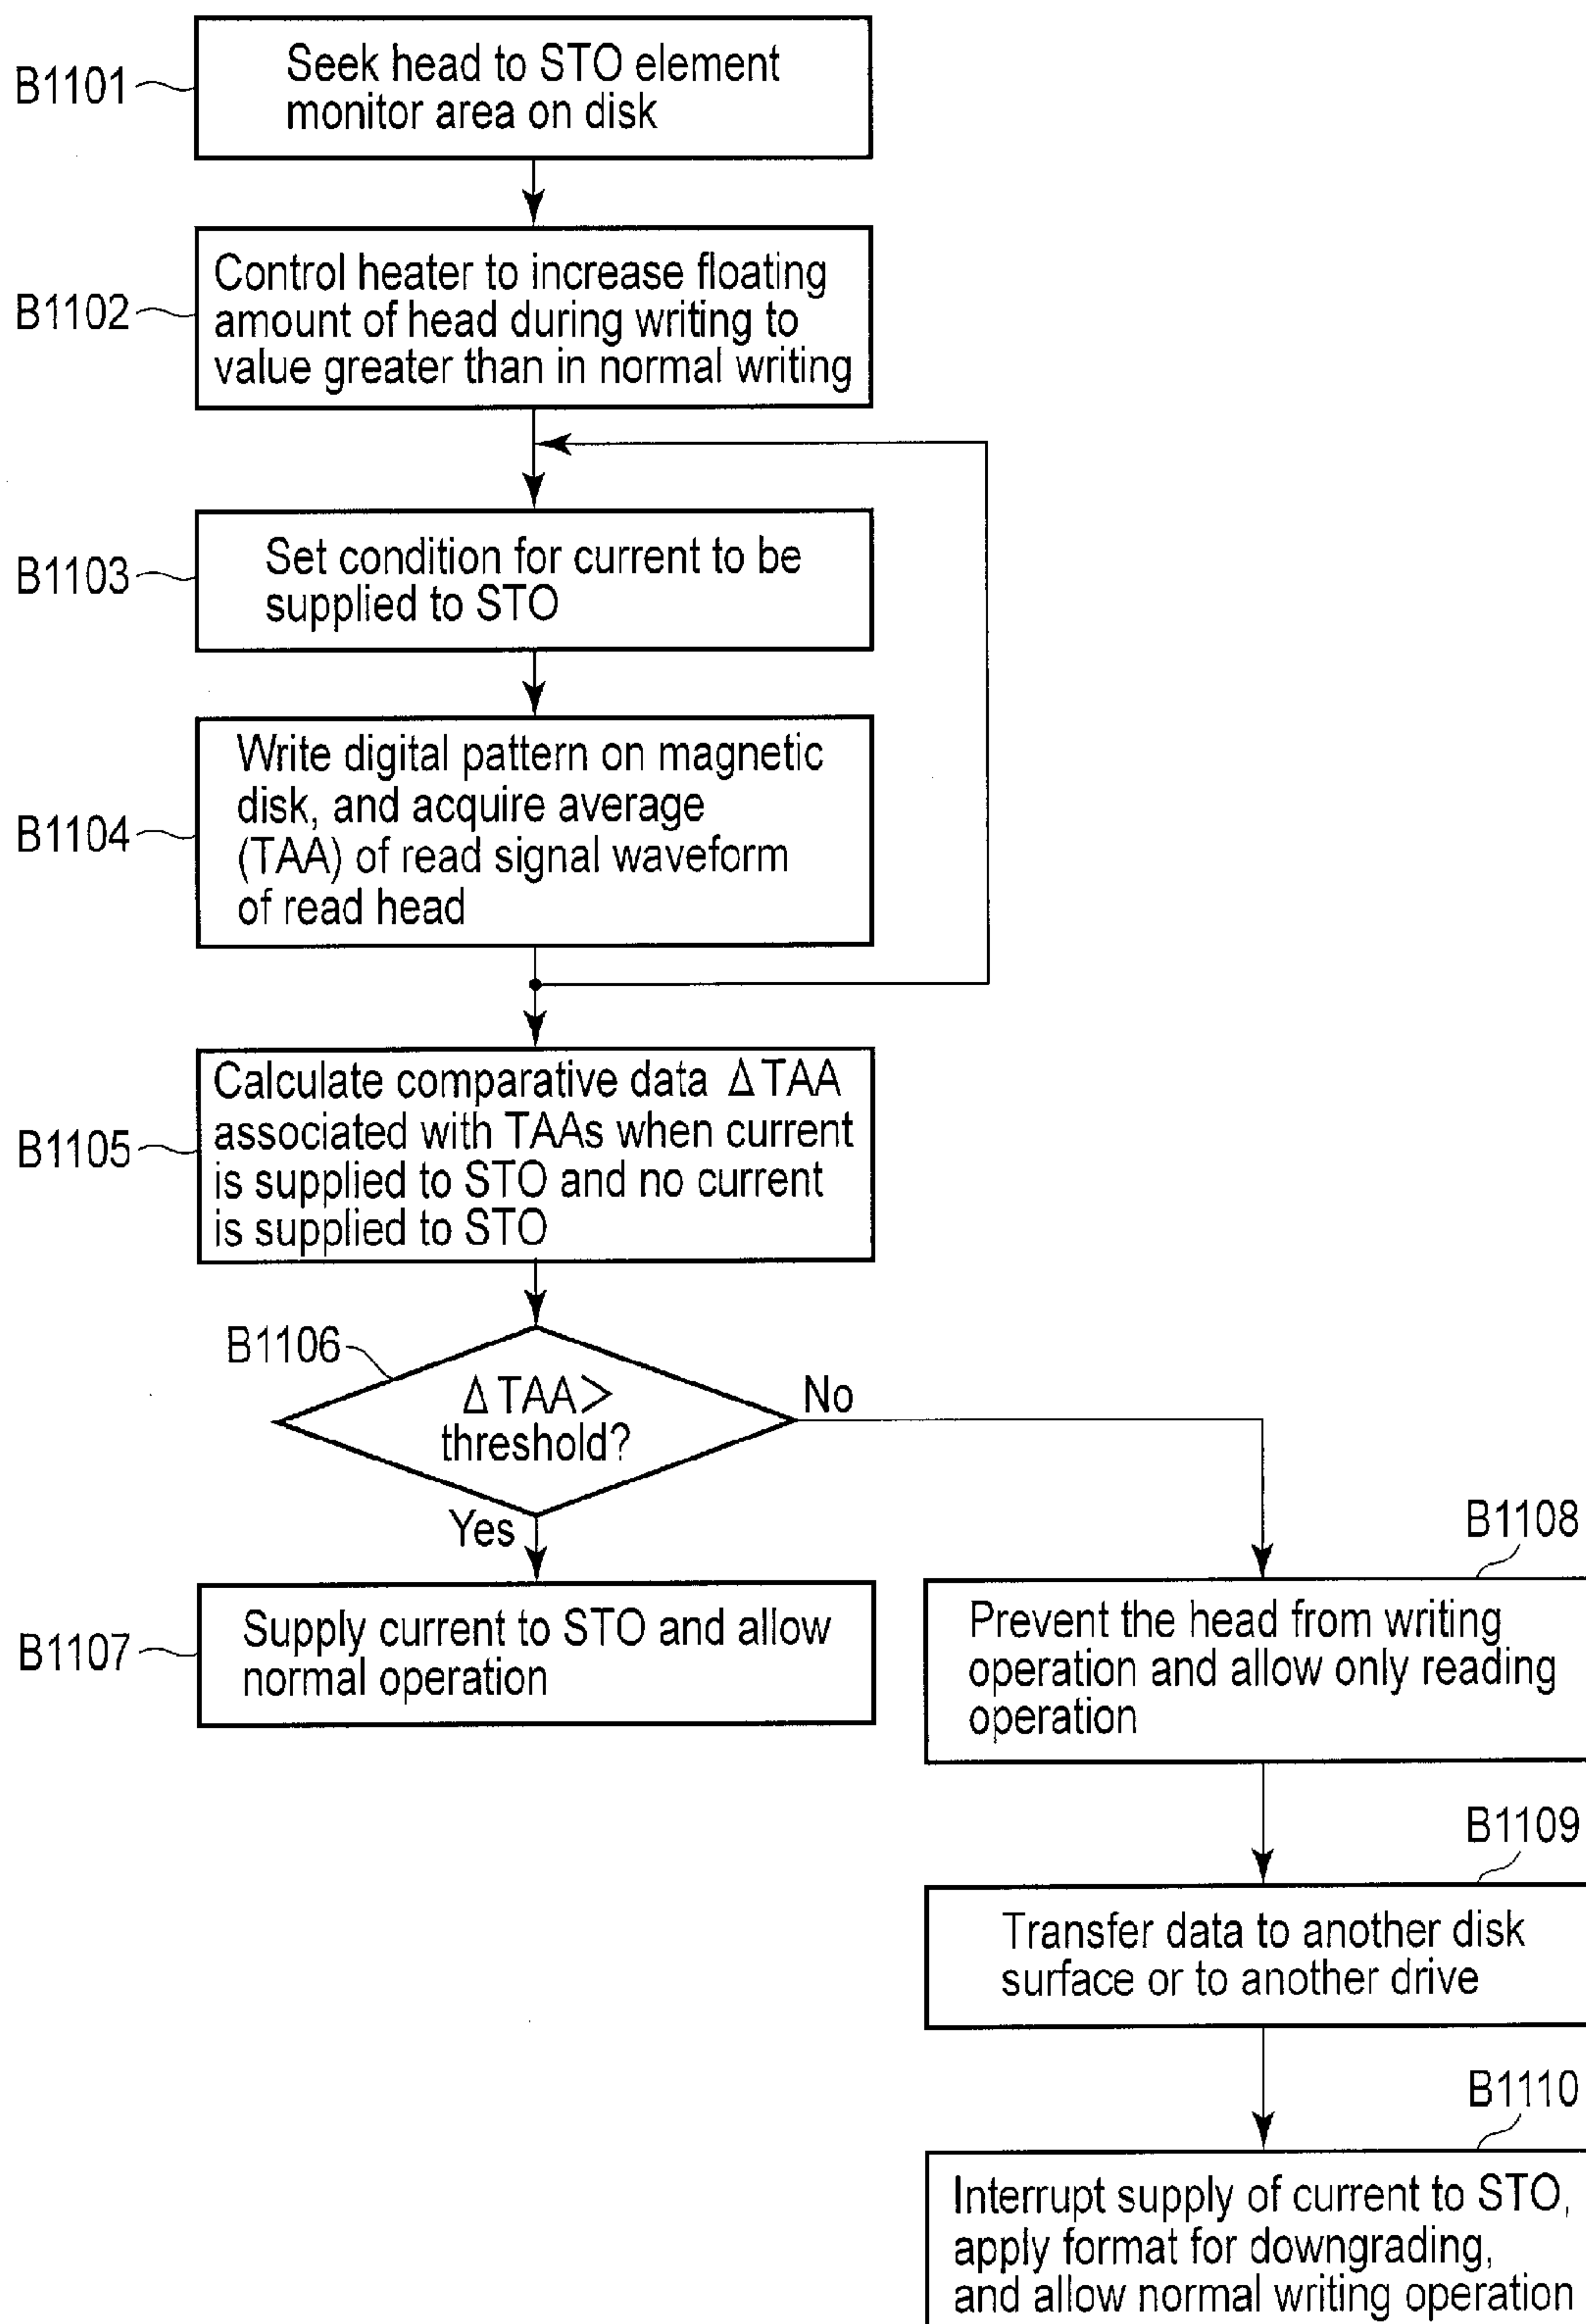 B1101
Seek head to STO element
monitor area on disk
B1102
Control heater to increase floating
amount of head during writing to
value greater than in normal writing
B1103
Set condition for current to be
supplied to STO
B1104
Write digital pattern on magnetic
disk, and acquire average
(TAA) of read signal waveform
of read head
B1105
Calculate comparative data ΔTAA
associated with TAAs when current
is supplied to STO and no current
is supplied to STO
B1106
ΔTAA>
threshold?
No
Yes
B1107
Supply current to STO and allow
normal operation
B1108
Prevent the head from writing
operation and allow only reading
operation
B1109
Transfer data to another disk
surface or to another drive
B1110
Interrupt supply of current to STO,
apply format for downgrading,
and allow normal writing operation